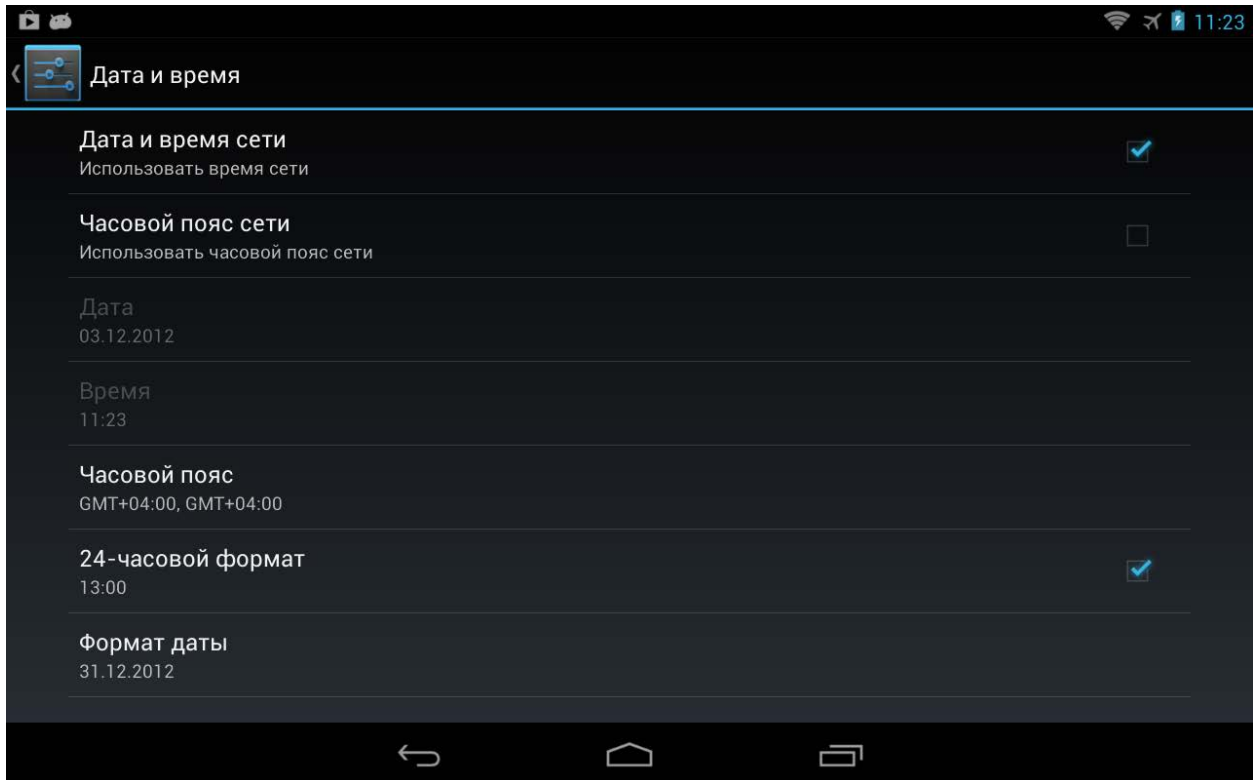 11:23
Дата и время
Дата и время сети
Использовать время сети
Часовой пояс сети
Использовать часовой пояс сети
Дата
03.12.2012
Время
11:23
Часовой пояс
GMT+04:00, GMT+04:00
24-часовой формат
13:00
Формат даты
31.12.2012